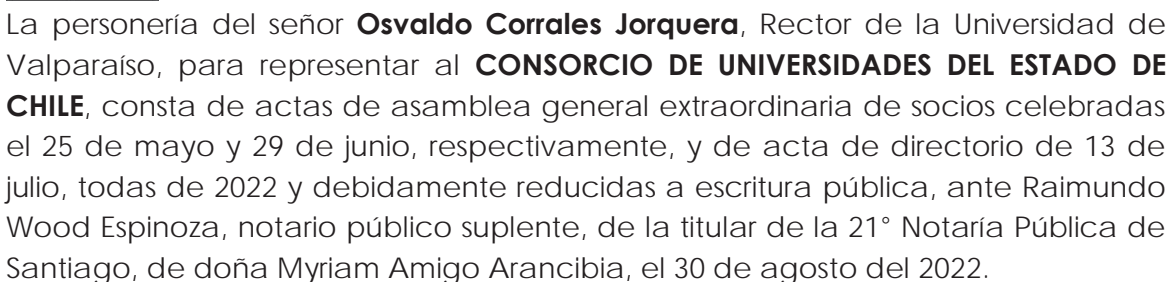 La personería del señor Osvaldo Corrales Jorquera, Rector de la Universidad de
Valparaíso, para representar al CONSORCIO DE UNIVERSIDADES DEL ESTADO DE
CHILE, consta de actas de asamblea general extraordinaria de socios celebradas
el 25 de mayo y 29 de junio, respectivamente, y de acta de directorio de 13 de
julio, todas de 2022 y debidamente reducidas a escritura pública, ante Raimundo
Wood Espinoza, notario público suplente, de la titular de la 21° Notaría Pública de
Santiago, de doña Myriam Amigo Arancibia, el 30 de agosto del 2022.